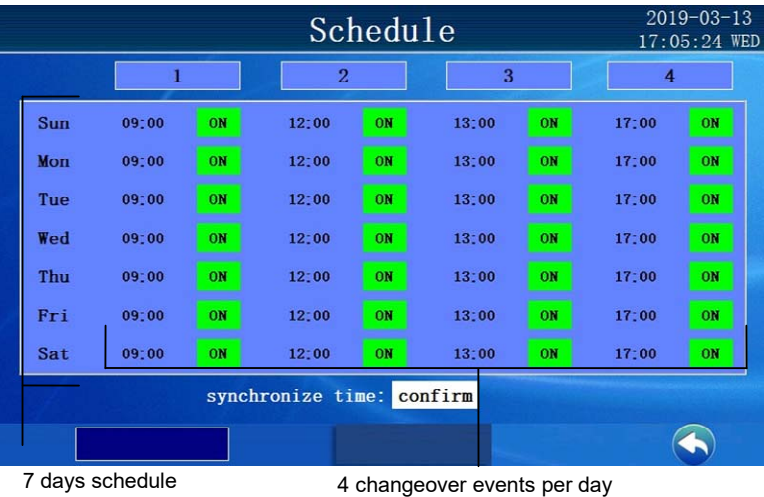 Schedule
2019-03-13
17:05:24 WED
1 2 3 4
Sun 09:00 ON 12:00 ON 13:00 ON 17:00 ON
Mon 09:00 ON 12:00 ON 13:00 ON 17:00 ON
Tue 09:00 ON 12:00 ON 13:00 ON 17:00 ON
Wed 09:00 ON 12:00 ON 13:00 ON 17:00 ON
Thu 09:00 ON 12:00 ON 13:00 ON 17:00 ON
Fri 09:00 ON 12:00 ON 13:00 ON 17:00 ON
Sat 09:00 ON 12:00 ON 13:00 ON 17:00 ON
synchronize time: confirm
7 days schedule
4 changeover events per day